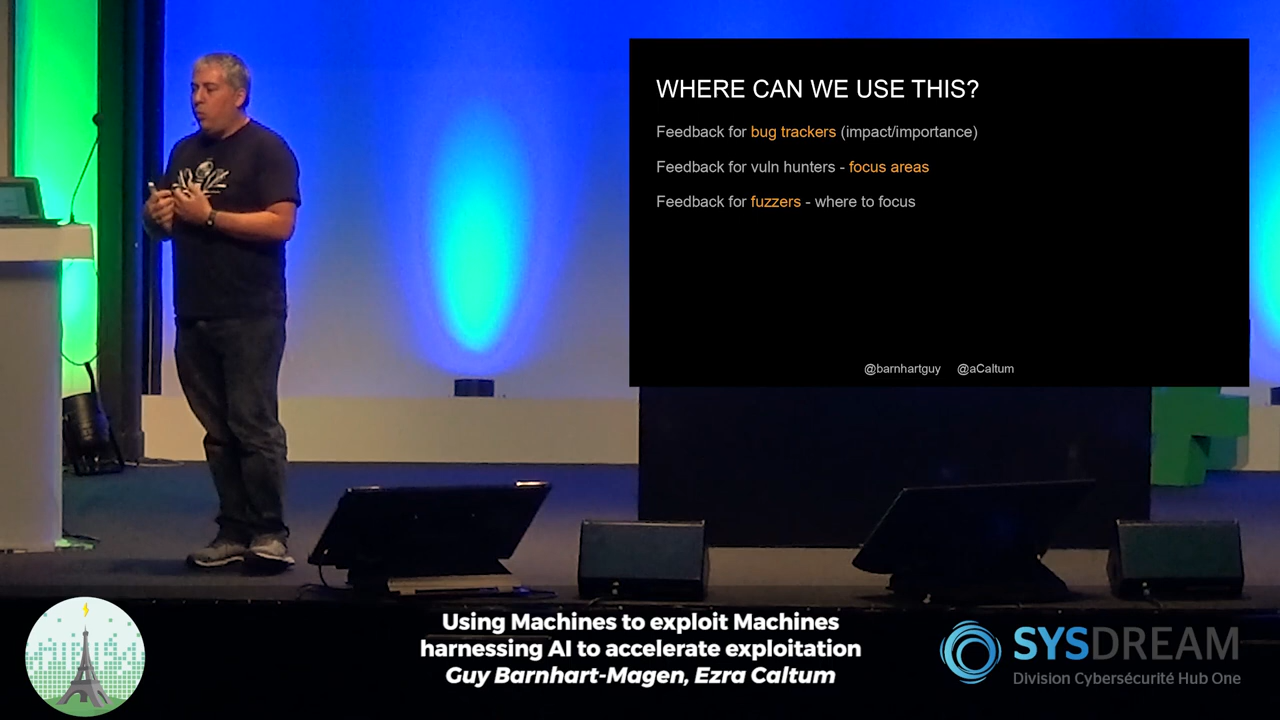 WHERE CAN WE USE THIS?
Feedback for bug trackers (impact/importance)
Feedback for vuln hunters - focus areas
Feedback for fuzzers - where to focus
@barnhartguy @aCaltum
Using Machines to exploit Machines
harnessing AI to accelerate exploitation
Guy Barnhart-Magen, Ezra Caltum
SYSDREAM
Division Cybersécurité Hub One